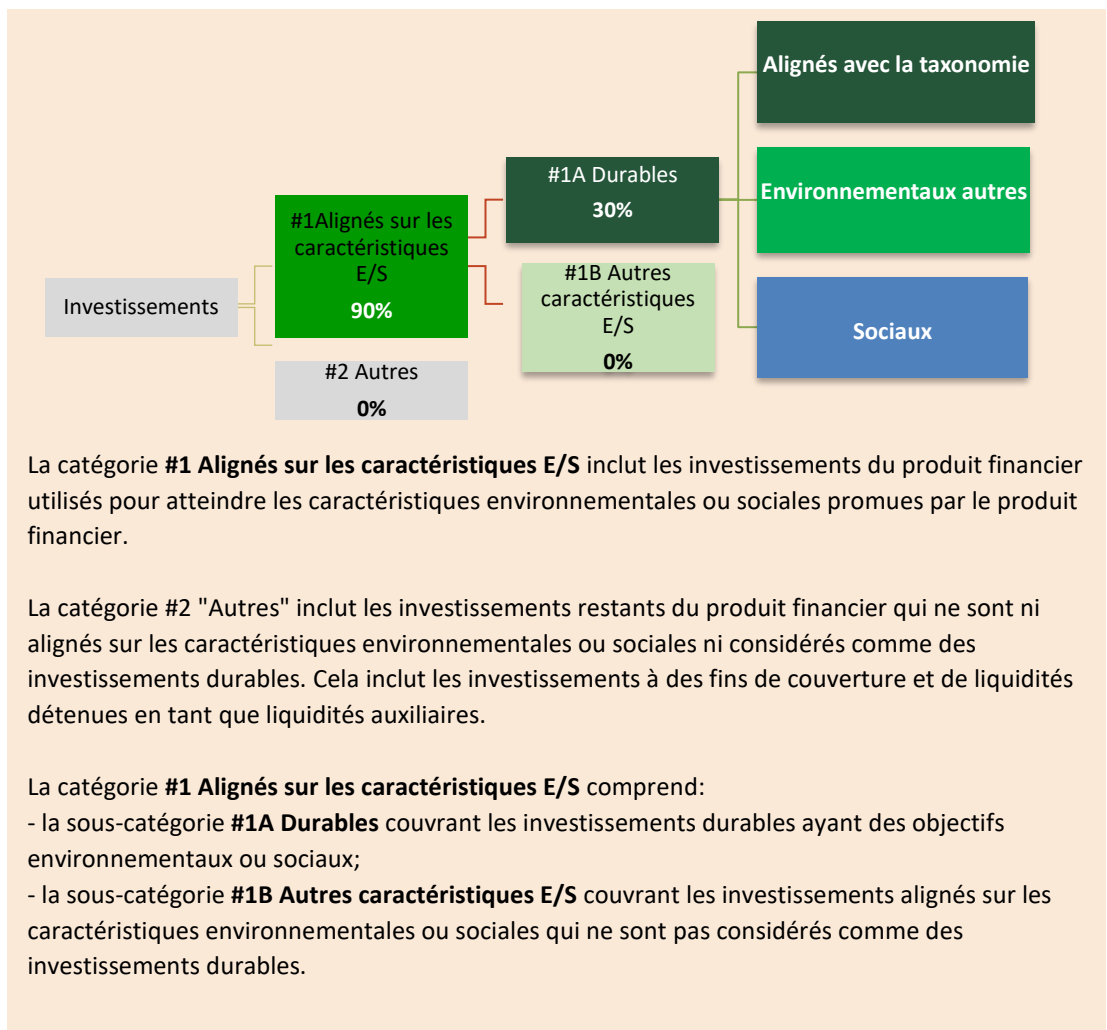 Alignés avec la taxonomie
#1A Durables
30%
Environnementaux autres
#1Alignés sur les
caractéristiques
E/S
90%
#1B Autres
caractéristiques
E/S
0%
Investissements
Sociaux
#2 Autres
0%
La catégorie #1 Alignés sur les caractéristiques E/S inclut les investissements du produit financier
utilisés pour atteindre les caractéristiques environnementales ou sociales promues par le produit
financier.
La catégorie #2 "Autres" inclut les investissements restants du produit financier qui ne sont ni
alignés sur les caractéristiques environnementales ou sociales ni considérés comme des
investissements durables. Cela inclut les investissements à des fins de couverture et de liquidités
détenues en tant que liquidités auxiliaires.
La catégorie #1 Alignés sur les caractéristiques E/S comprend:
- la sous-catégorie #1A Durables couvrant les investissements durables ayant des objectifs
environnementaux ou sociaux;
- la sous-catégorie #1B Autres caractéristiques E/S couvrant les investissements alignés sur les
caractéristiques environnementales ou sociales qui ne sont pas considérés comme des
investissements durables.